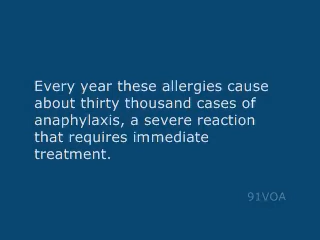 Every year these allergies cause
about thirty thousand cases of
anaphylaxis, a severe reaction
that requires immediate
treatment.
91VOA